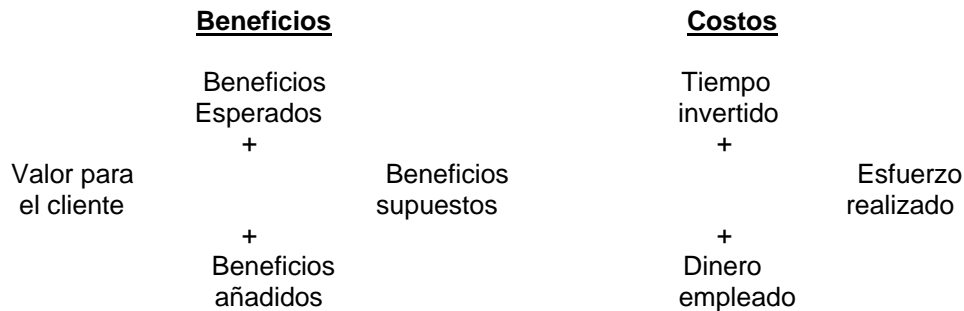 Beneficios Costos
Beneficios Tiempo
Esperados invertido
+ +
Valor para Beneficios Esfuerzo
el cliente supuestos realizado
+ +
Beneficios Dinero
añadidos empleado